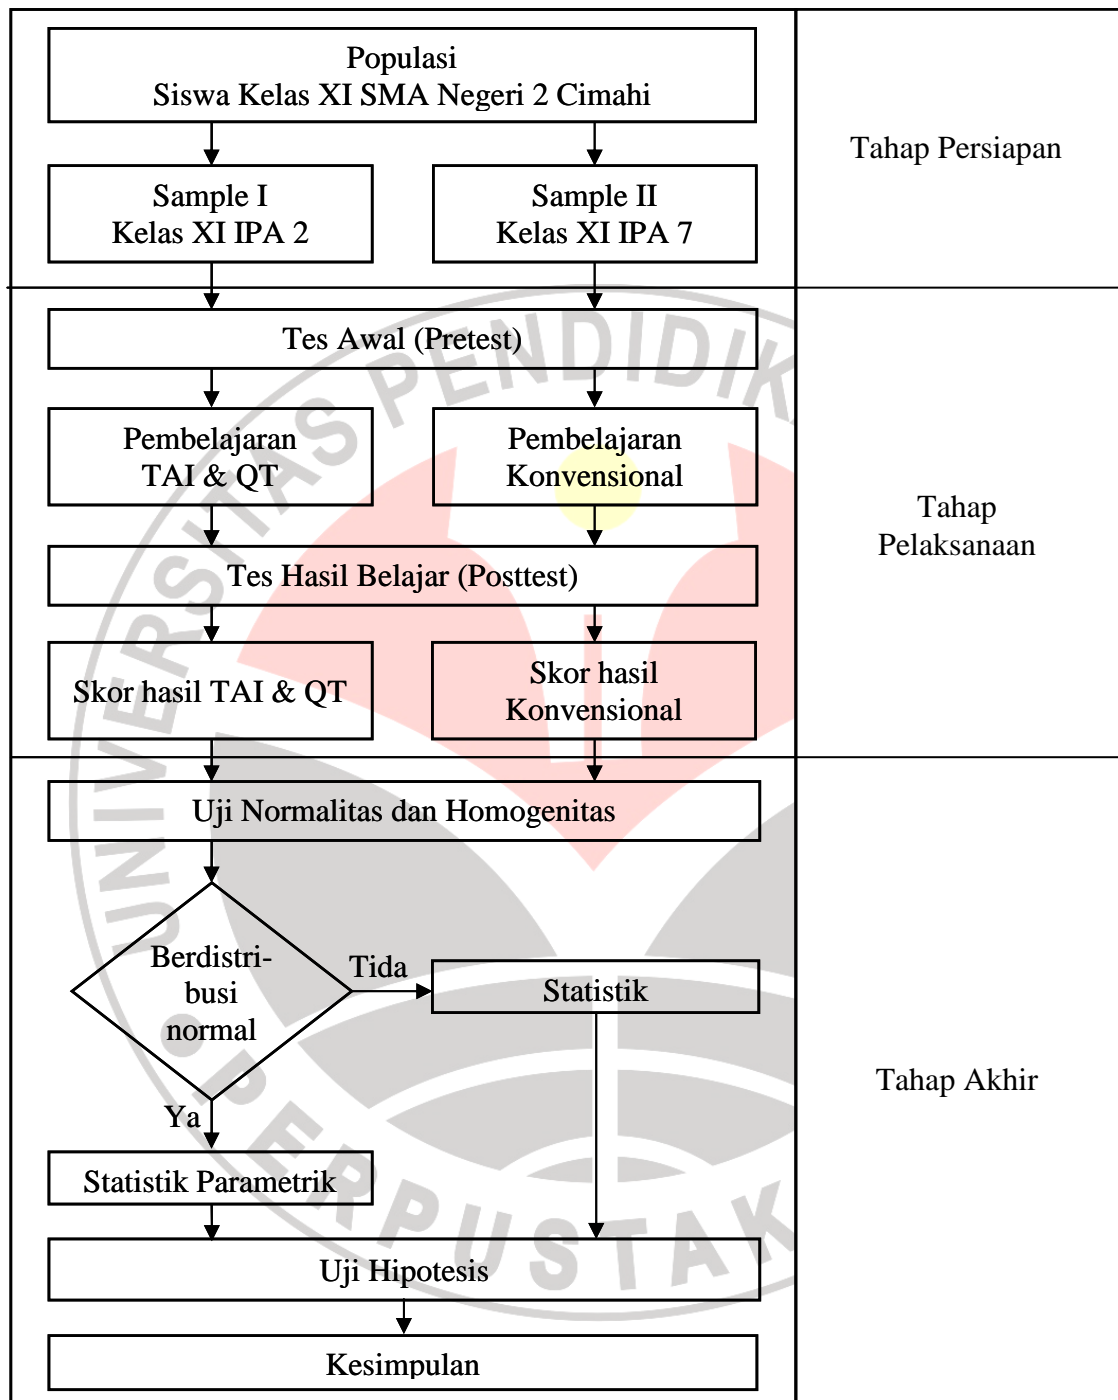 Populasi
Siswa Kelas XI SMA Negeri 2 Cimahi
Tahap Persiapan
Sample I
Kelas XI IPA 2
Sample II
Kelas XI IPA 7
Tes Awal (Pretest)
Pembelajaran
TAI & QT
Pembelajaran
Konvensional
Tahap
Pelaksanaan
Tes Hasil Belajar (Posttest)
Skor hasil TAI & QT
Skor hasil
Konvensional
Uji Normalitas dan Homogenitas
Berdistri-
busi
normal
Tida
Statistik
Ya
Tahap Akhir
Statistik Parametrik
Uji Hipotesis
Kesimpulan
UNIVERSITAS PENDIDIK
PERPUSTAK